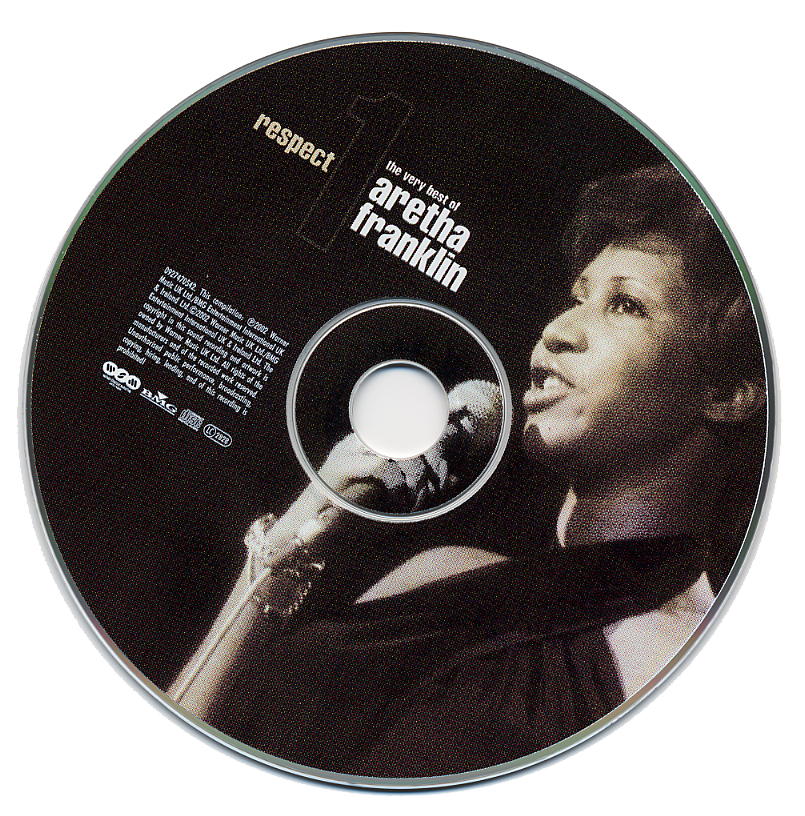 respect
1
the very best of
aretha
franklin
0927470542. This compilation. ℗2002. Warner
Music UK Ltd./BMG Entertainment International UK
& Ireland Ltd.©2002 Warner Music UK Ltd./BMG
Entertainment International UK & Ireland Ltd. The
copyright in this sound recording and artwork is
owned by Warner Music UK Ltd. All rights of the
manufacturer and of the recorded work reserved.
Unauthorised public performance, broadcasting,
copying, hiring, lending and of this recording is
prohibited
BMG
LC